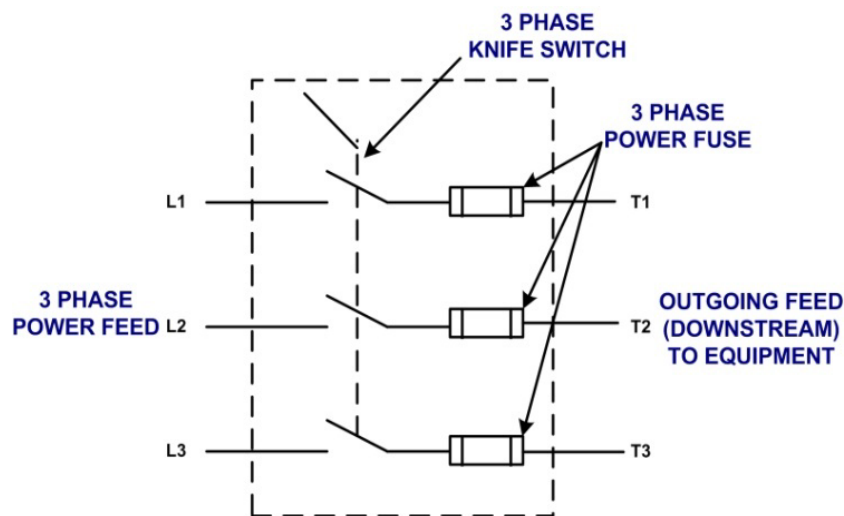 3 PHASE
KNIFE SWITCH
3 PHASE
POWER FUSE
L1
T1
3 PHASE
POWER FEED
L2
T2
OUTGOING FEED
(DOWNSTREAM)
TO EQUIPMENT
L3
T3